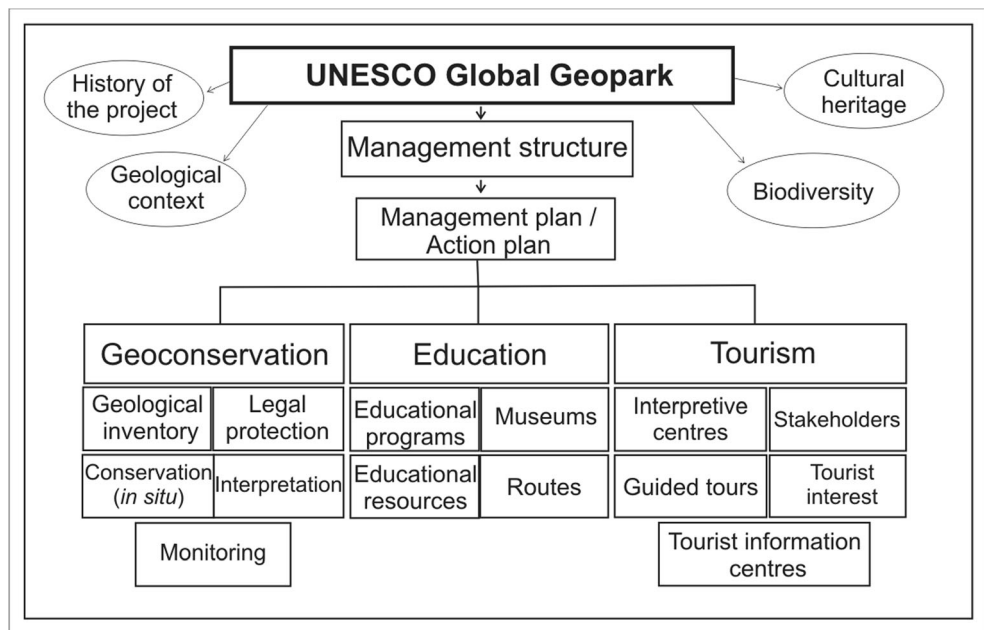 UNESCO Global Geopark
History of
the project
Cultural
heritage
Management structure
Geological
context
Biodiversity
Management plan /
Action plan
Geoconservation
Education
Tourism
Geological
inventory
Legal
protection
Educational
programs
Museums
Interpretive
centres
Stakeholders
Conservation
(in situ)
Interpretation
Educational
resources
Routes
Guided tours
Tourist
interest
Monitoring
Tourist information
centres